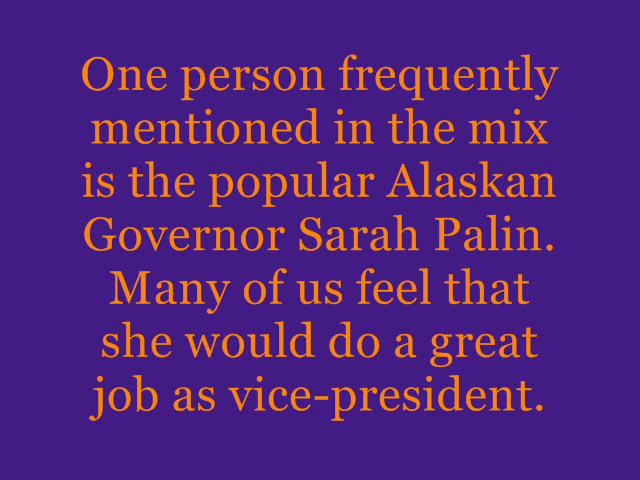 One person frequently
mentioned in the mix
is the popular Alaskan
Governor Sarah Palin.
Many of us feel that
she would do a great
job as vice-president.